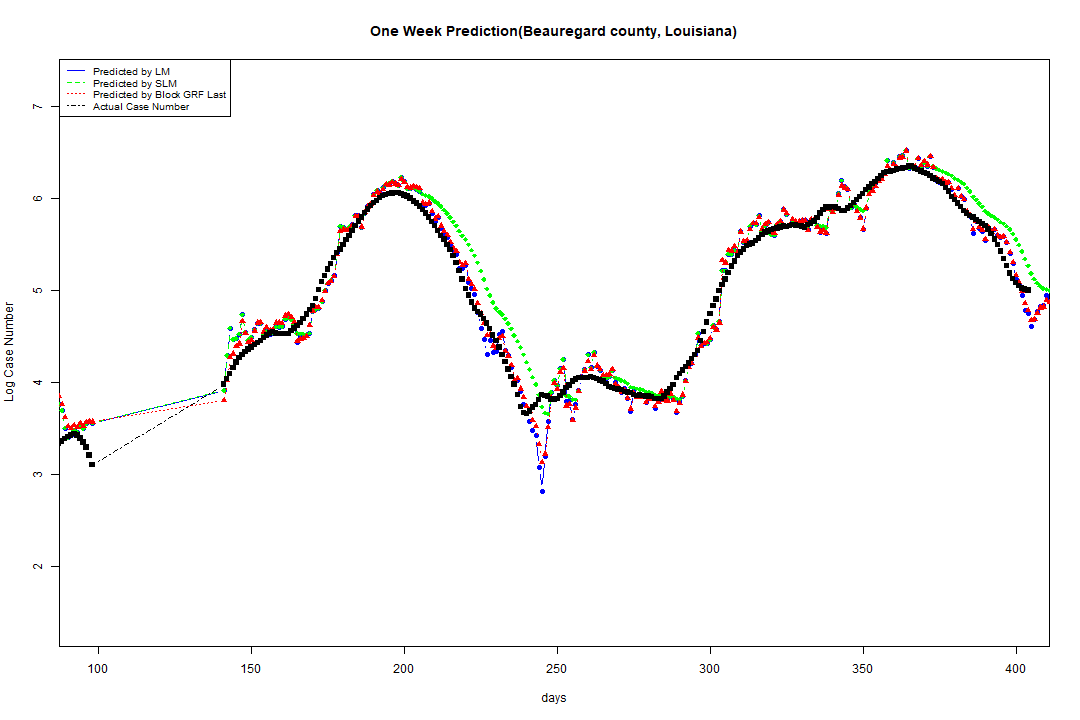 One Week Prediction(Beauregard county, Louisiana)
Predicted by LM
Predicted by SLM
Predicted by Block GRF Last
Actual Case Number
7
6
5
4
3
2
Log Case Number
100 150 200 250 300 350 400
days